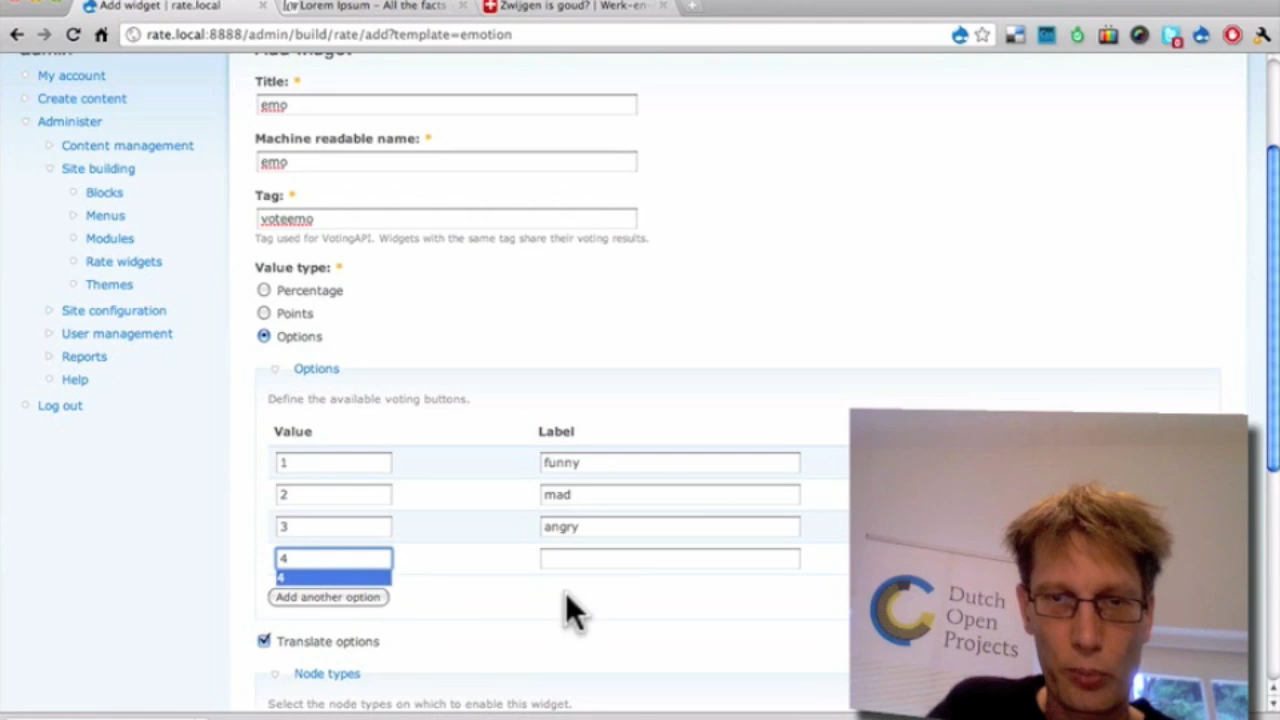 Add widget | rate.local
Lorem Ipsum - All the facts
Zwijgen is goud? | Werk-en-
rate.local:8888/admin/build/rate/add?template=emotion
admin
Add widget
My account
Create content
Administer
Content management
Site building
Blocks
Menus
Modules
Rate widgets
Themes
Site configuration
User management
Reports
Help
Log out
Title: *
emo
Machine readable name: *
emo
Tag: *
voteemo
Tag used for VotingAPI. Widgets with the same tag share their voting results.
Value type: *
Percentage
Points
Options
Options
Define the available voting buttons.
Value Label
1 funny
2 mad
3 angry
4
4
Add another option
Translate options
Node types
Select the node types on which to enable this widget.
Dutch
Open
Projects